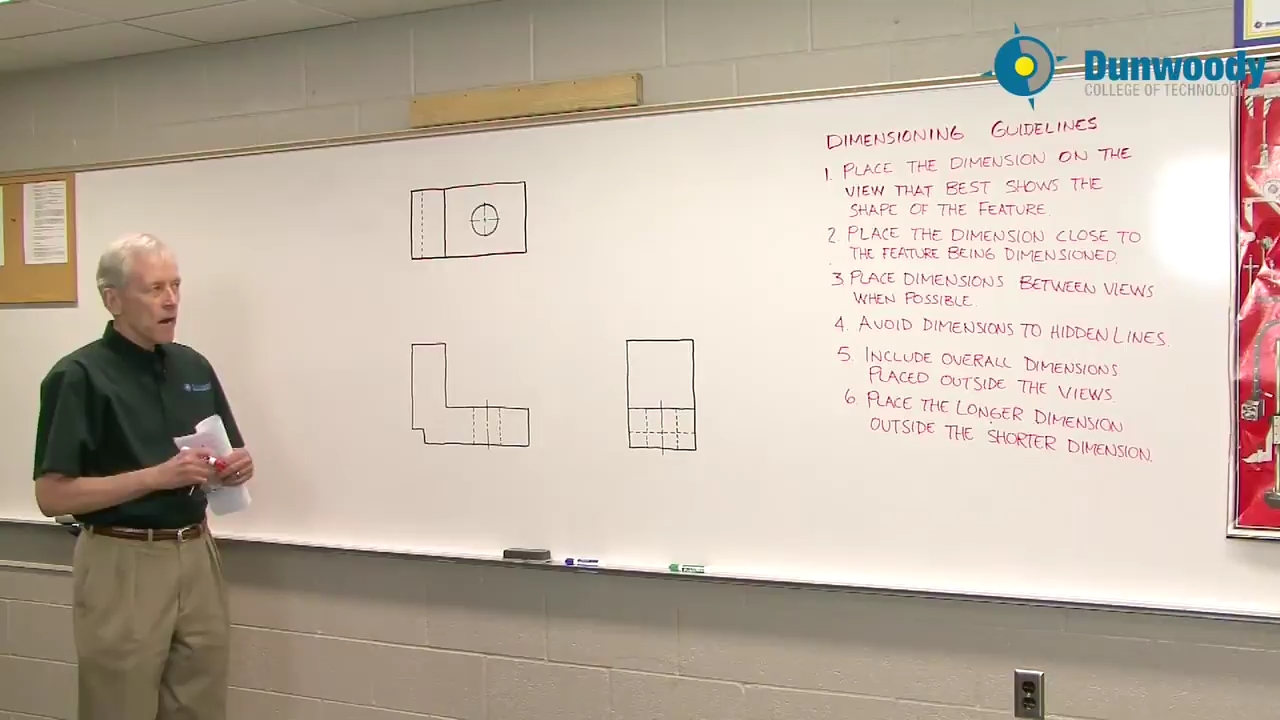 Dunwoody
COLLEGE OF TECHNOLOGY
DIMENSIONING GUIDELINES
1. PLACE THE DIMENSION ON THE
VIEW THAT BEST SHOWS THE
SHAPE OF THE FEATURE.
2. PLACE THE DIMENSION CLOSE TO
THE FEATURE BEING DIMENSIONED.
3 PLACE DIMENSIONS BETWEEN VIEWS
WHEN POSSIBLE.
4. AVOID DIMENSIONS TO HIDDEN LINES.
5. INCLUDE OVERALL DIMENSIONS
PLACED OUTSIDE THE VIEWS
6. PLACE THE LONGER DIMENSION
OUTSIDE THE SHORTER DIMENSION.